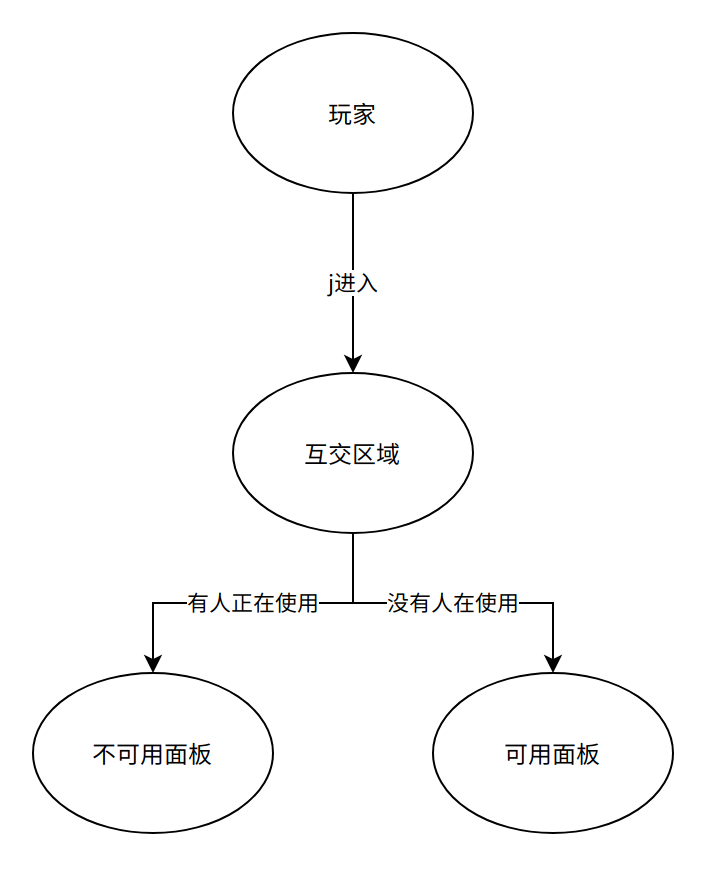 玩家
j进入
互交区域
有人正在使用
没有人在使用
不可用面板
可用面板